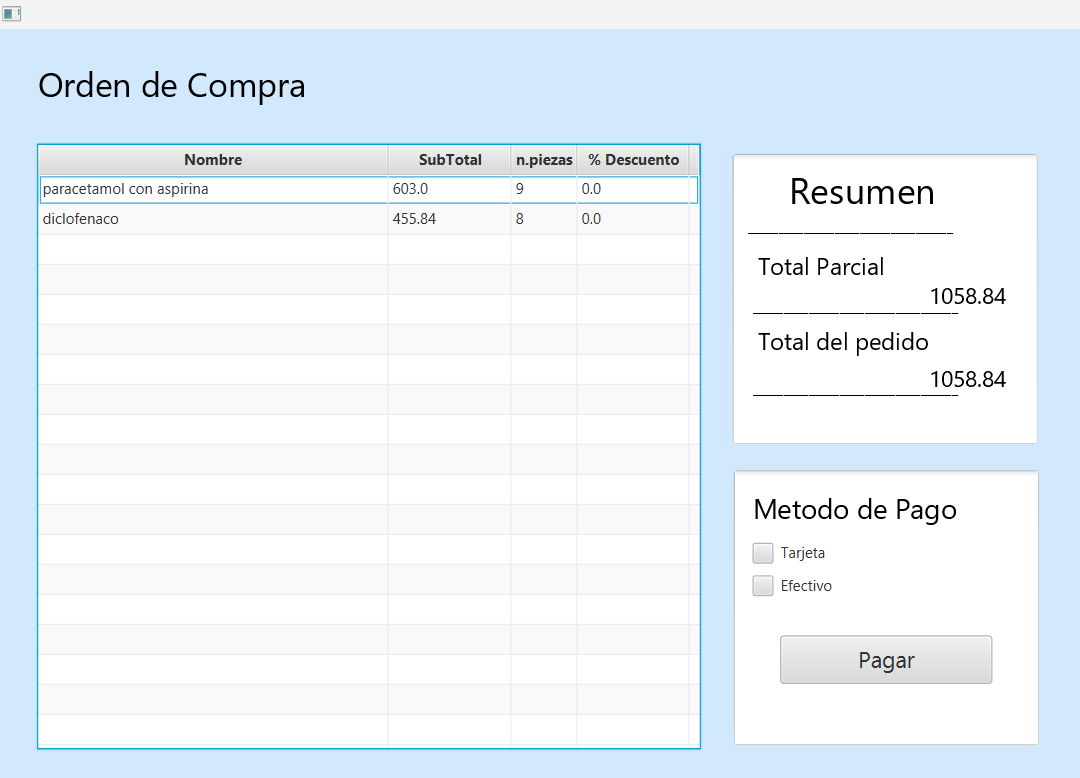 Orden de Compra
Nombre SubTotal n.piezas % Descuento
paracetamol con aspirina 603.0 9 0.0
diclofenaco 455.84 8 0.0
Resumen
Total Parcial
1058.84
Total del pedido
1058.84
Metodo de Pago
Tarjeta
Efectivo
Pagar